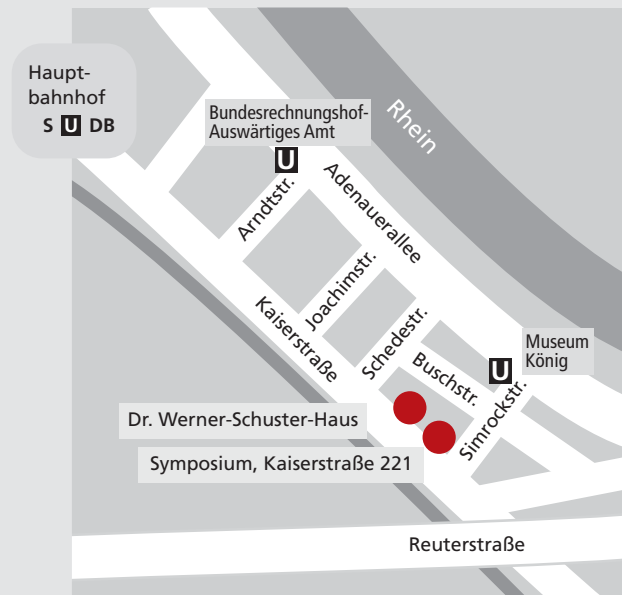 Haupt-
bahnhof
S U DB
Bundesrechnungshof-
Auswärtiges Amt
U
Rhein
Adenauerallee
Arndtstr.
Joachimstr.
Kaiserstraße
Schedestr.
Buschstr.
U
Museum
König
Simrockstr.
Dr. Werner-Schuster-Haus
Symposium, Kaiserstraße 221
Reuterstraße